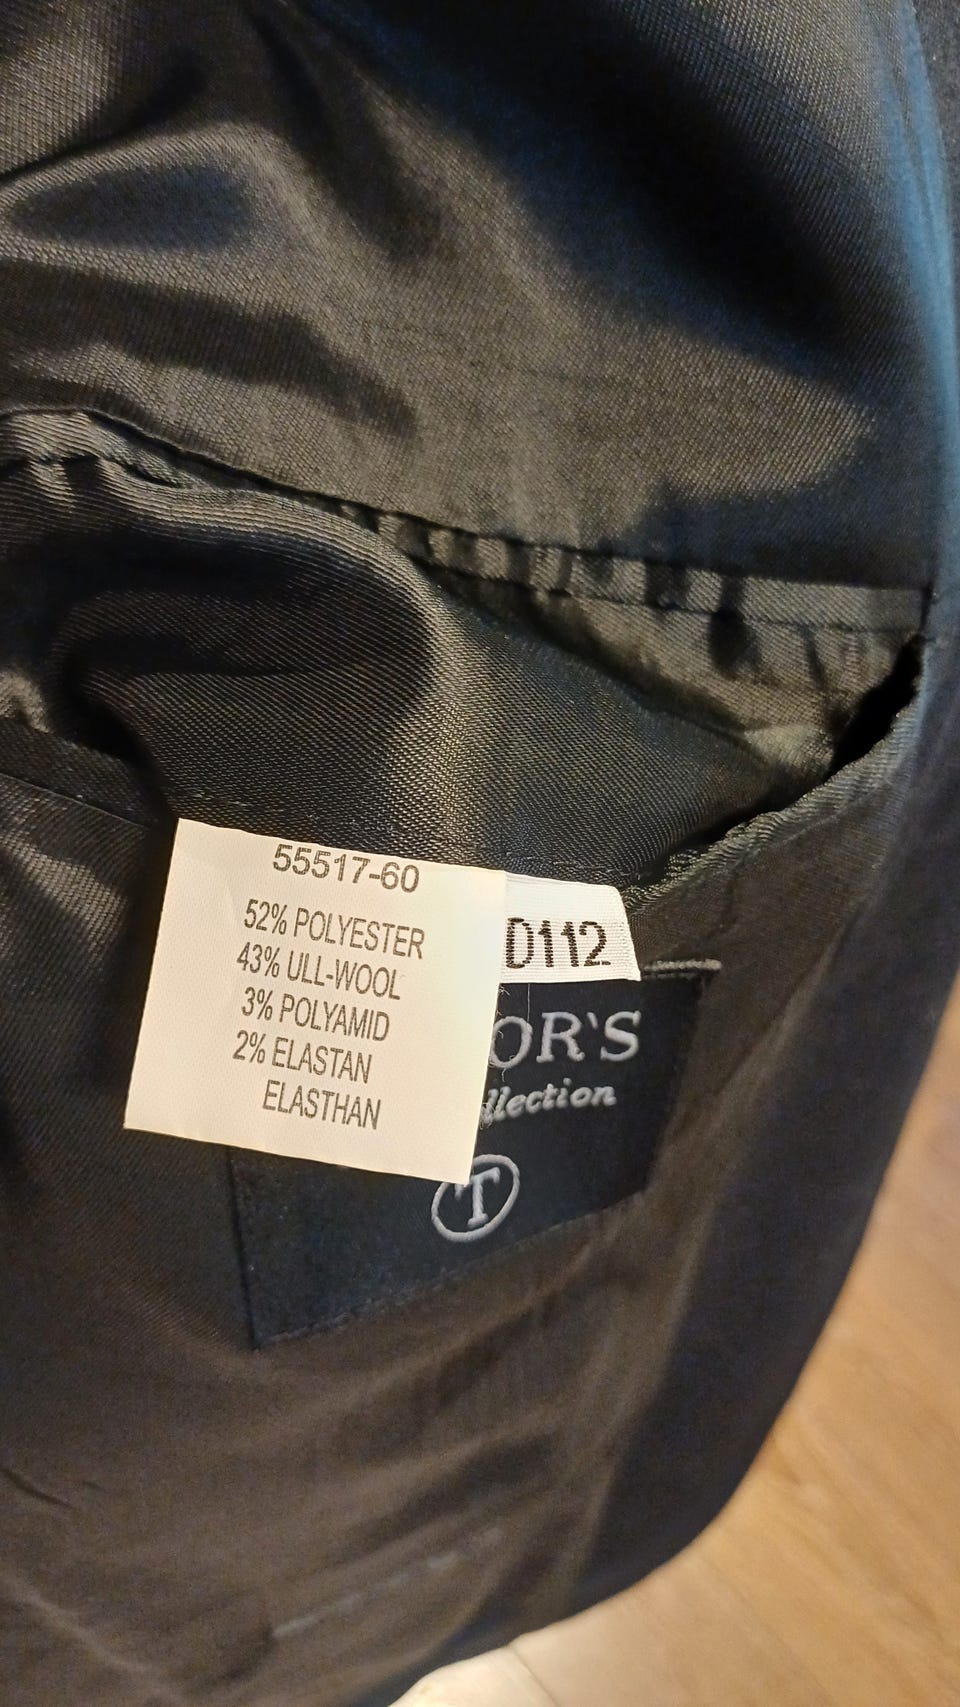 55517-60
52% POLYESTER
43% ULL-WOOL
3% POLYAMID
2% ELASTAN
ELASTHAN
D112
OR'S
llection
T